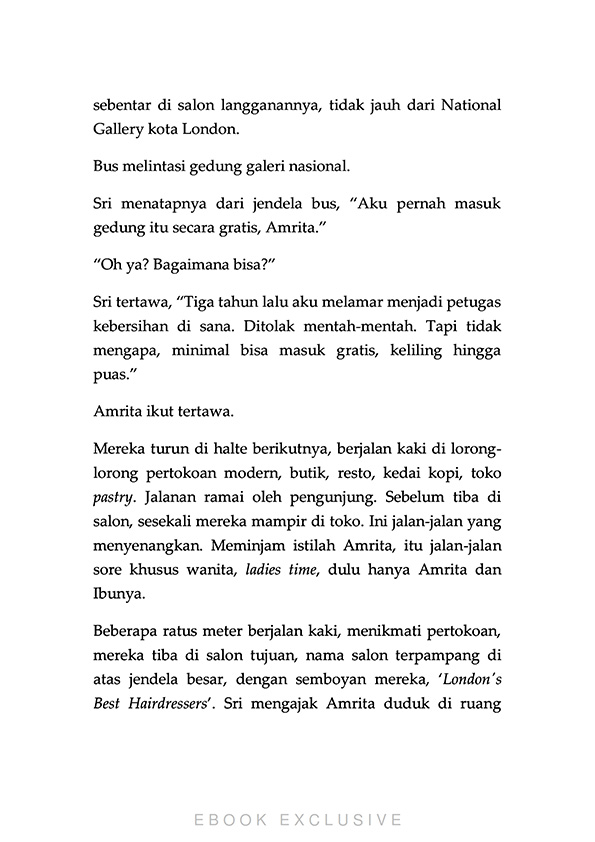 sebentar di salon langganannya, tidak jauh dari National
Gallery kota London.
Bus melintasi gedung galeri nasional.
Sri menatapnya dari jendela bus, “Aku pernah masuk
gedung itu secara gratis, Amrita.”
“Oh ya? Bagaimana bisa?”
Sri tertawa, “Tiga tahun lalu aku melamar menjadi petugas
kebersihan di sana. Ditolak mentah-mentah. Tapi tidak
mengapa, minimal bisa masuk gratis, keliling hingga
puas.”
Amrita ikut tertawa.
Mereka turun di halte berikutnya, berjalan kaki di lorong-
lorong pertokoan modern, butik, resto, kedai kopi, toko
pastry. Jalanan ramai oleh pengunjung. Sebelum tiba di
salon, sesekali mereka mampir di toko. Ini jalan-jalan yang
menyenangkan. Meminjam istilah Amrita, itu jalan-jalan
sore khusus wanita, ladies time, dulu hanya Amrita dan
Ibunya.
Beberapa ratus meter berjalan kaki, menikmati pertokoan,
mereka tiba di salon tujuan, nama salon terpampang di
atas jendela besar, dengan semboyan mereka, ‘London´s
Best Hairdressers’. Sri mengajak Amrita duduk di ruang
EBOOK EXCLUSIVE